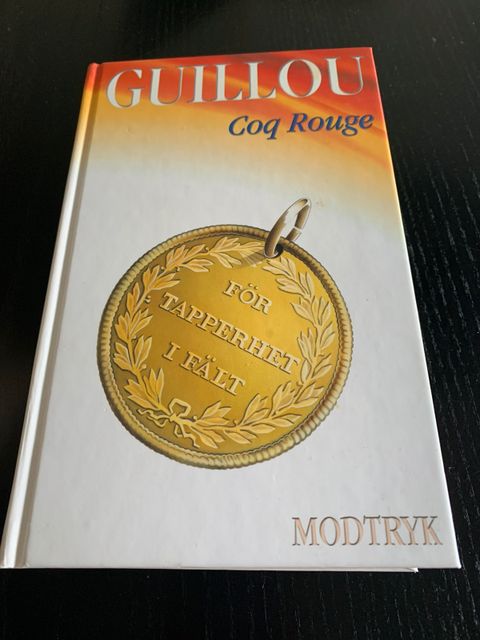 GUILLOU
Coq Rouge
FÖR
TAPPERHET
I FÄLT
MODTRYK